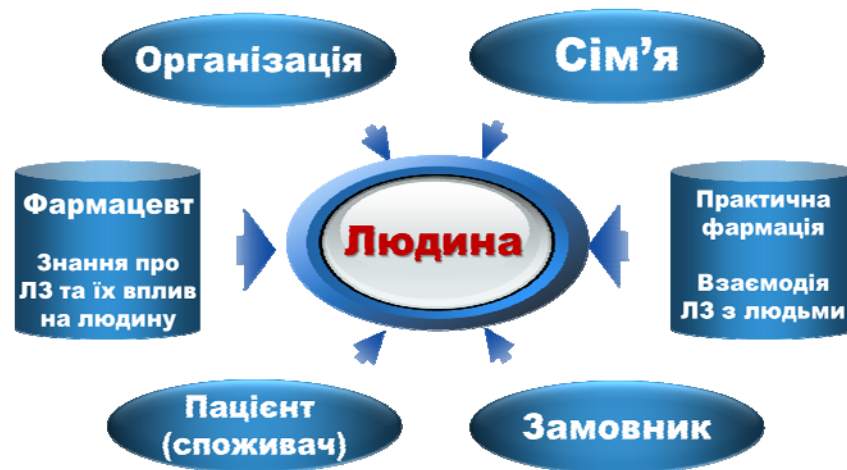 Організація
Сім’я
Фармацевт
Знання про
ЛЗ та їх вплив
на людину
Людина
Практична
фармація
Взаємодія
ЛЗ з людьми
Пацієнт
(споживач)
Замовник